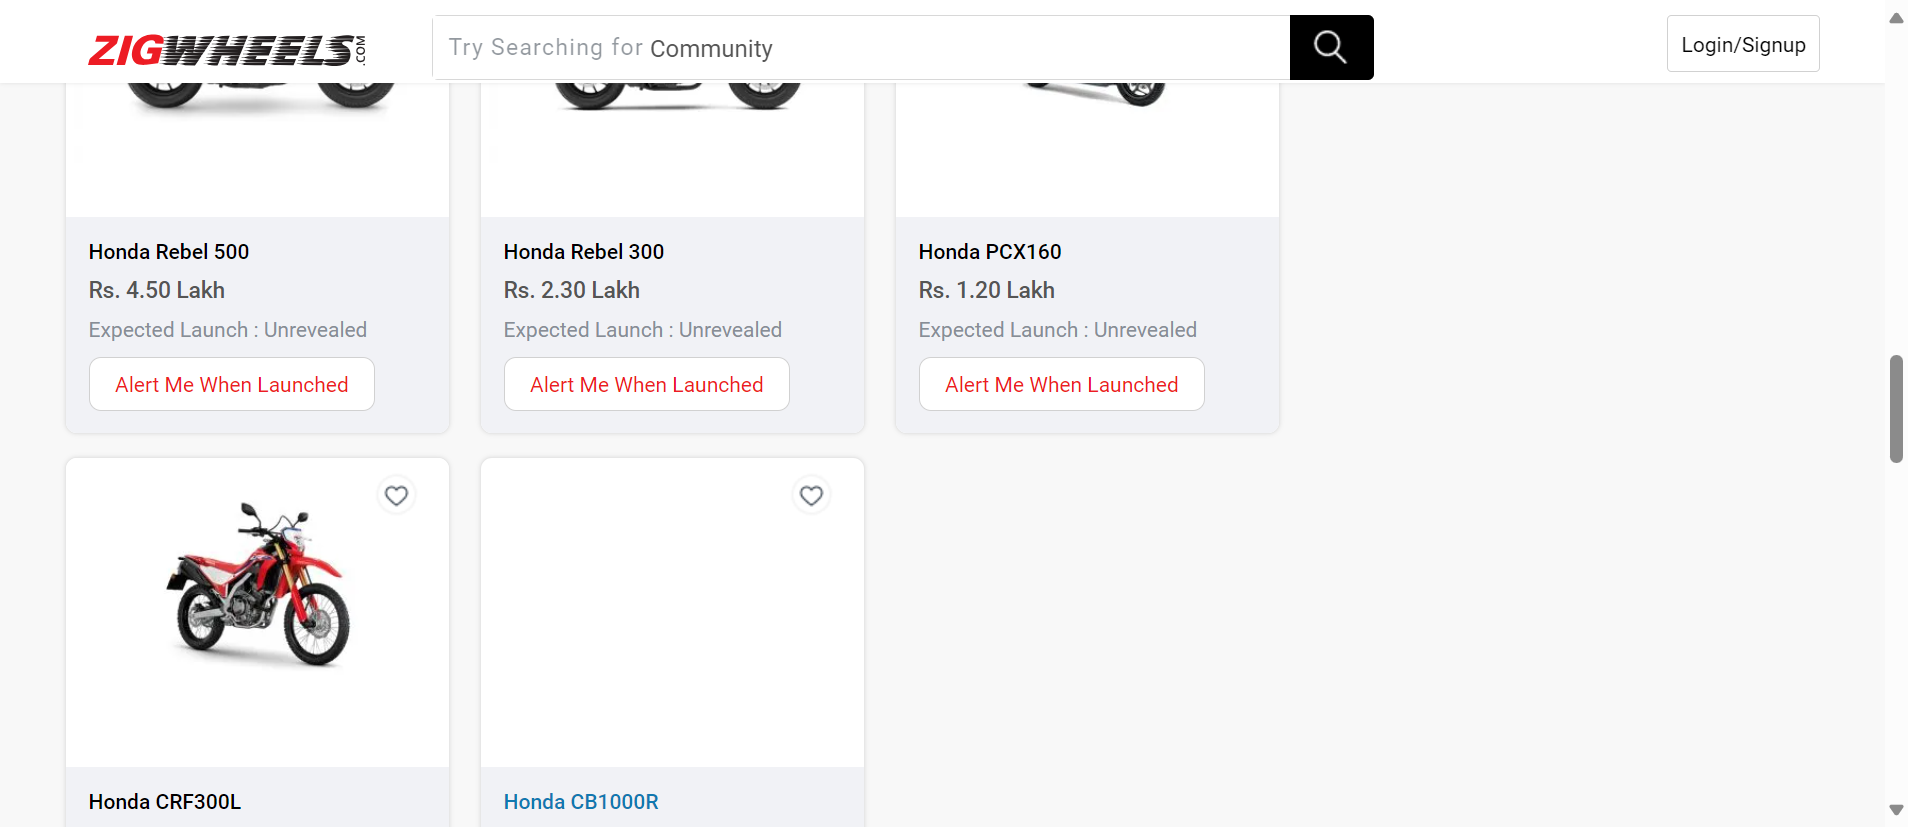 ZIGWHEELS.COM
Try Searching for Community
Login/Signup
Honda Rebel 500
Rs. 4.50 Lakh
Expected Launch : Unrevealed
Alert Me When Launched
Honda Rebel 300
Rs. 2.30 Lakh
Expected Launch : Unrevealed
Alert Me When Launched
Honda PCX160
Rs. 1.20 Lakh
Expected Launch : Unrevealed
Alert Me When Launched
Honda CRF300L
Honda CB1000R